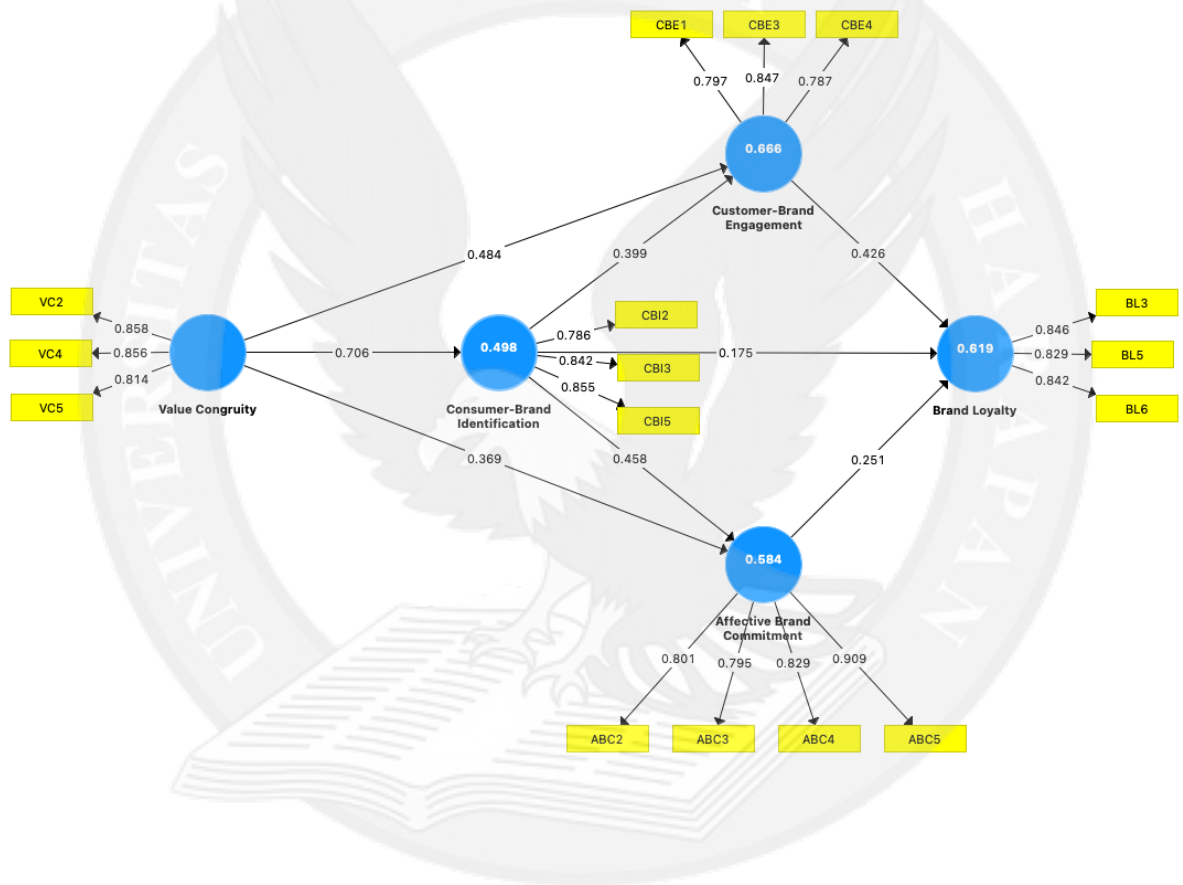 CBE1 CBE3 CBE4
0.797 0.847 0.787
0.666
Customer-Brand
Engagement
0.484 0.399 0.426
VC2
VC4
VC5
0.858
0.856
0.814
Value Congruity
0.706
0.498
Consumer-Brand
Identification
0.786
0.842
0.855
CBI2
CBI3
CBI5
0.175
0.619
Brand Loyalty
0.846
0.829
0.842
BL3
BL5
BL6
0.369 0.458 0.251
0.584
Affective Brand
Commitment
0.801 0.795 0.829 0.909
ABC2 ABC3 ABC4 ABC5
UNIVERSITAS
HARAPAN